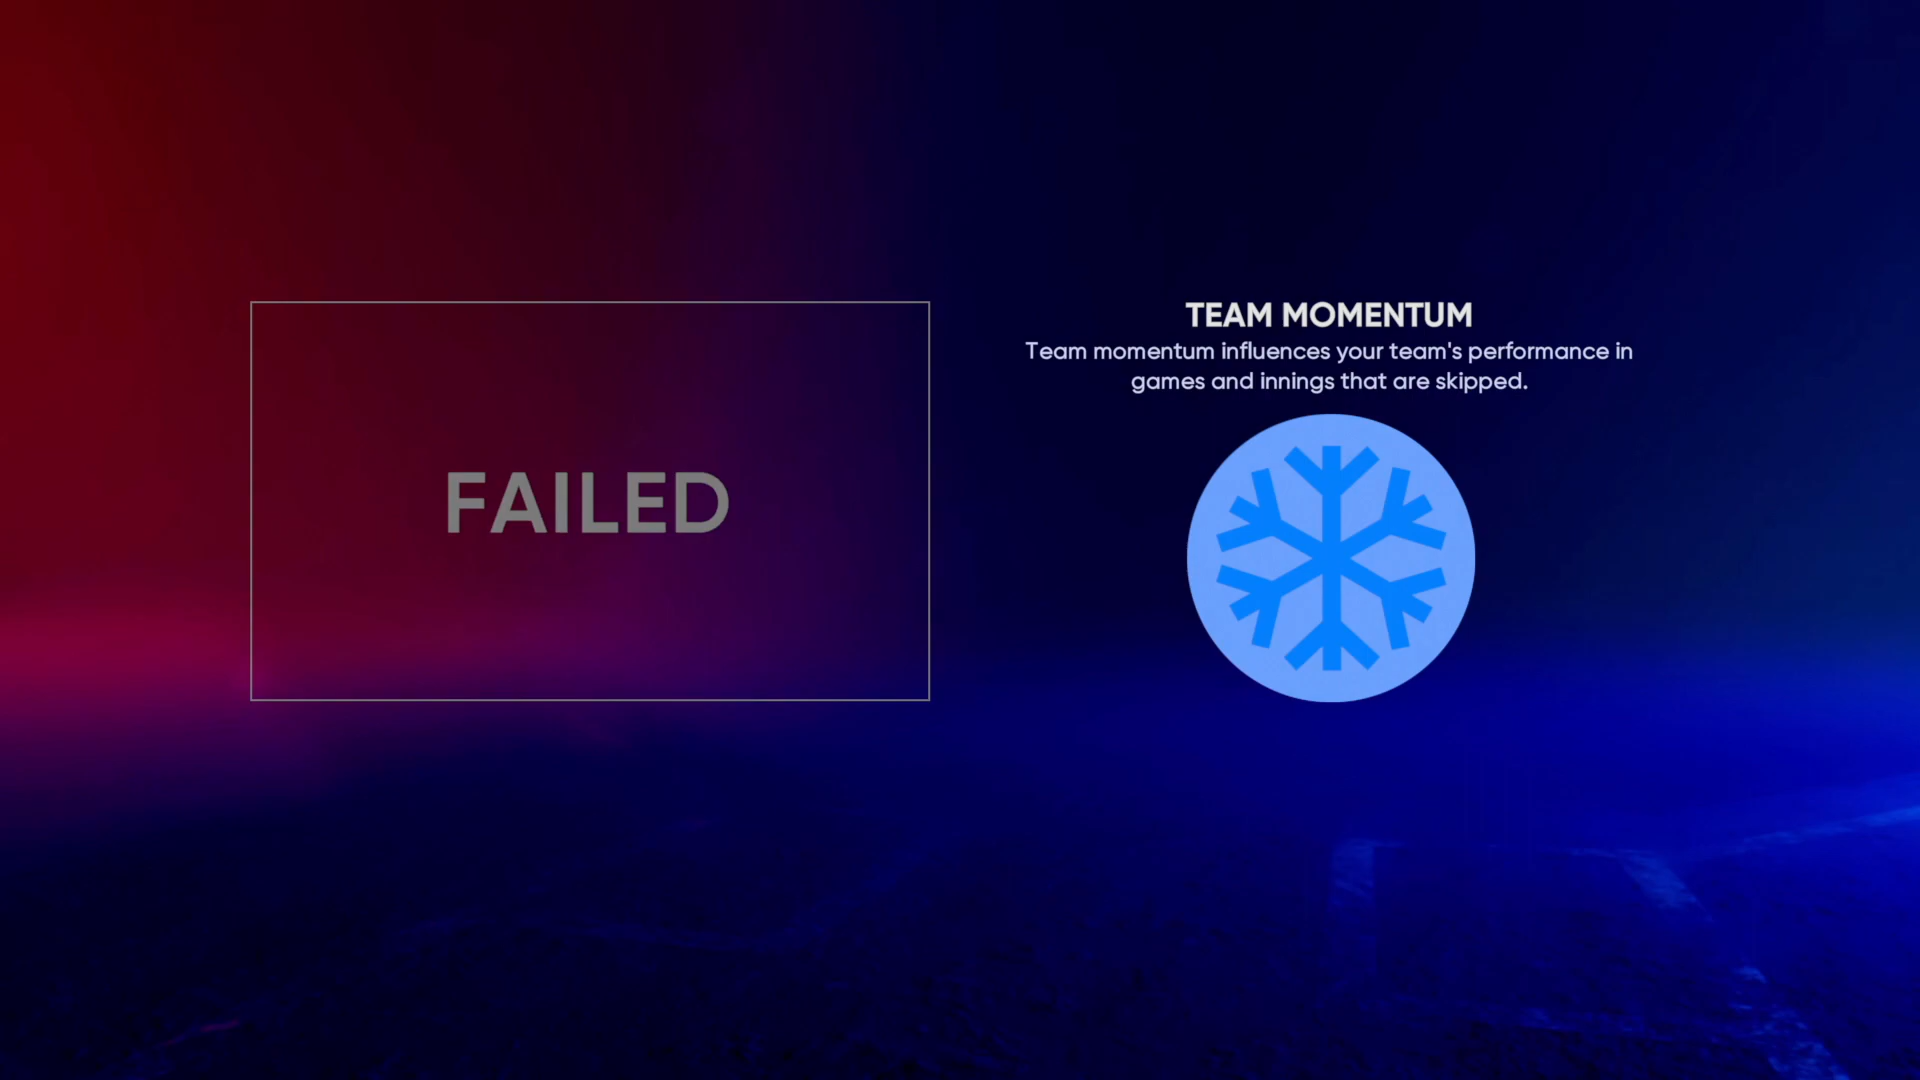 FAILED
TEAM MOMENTUM
Team momentum influences your team's performance in
games and innings that are skipped.